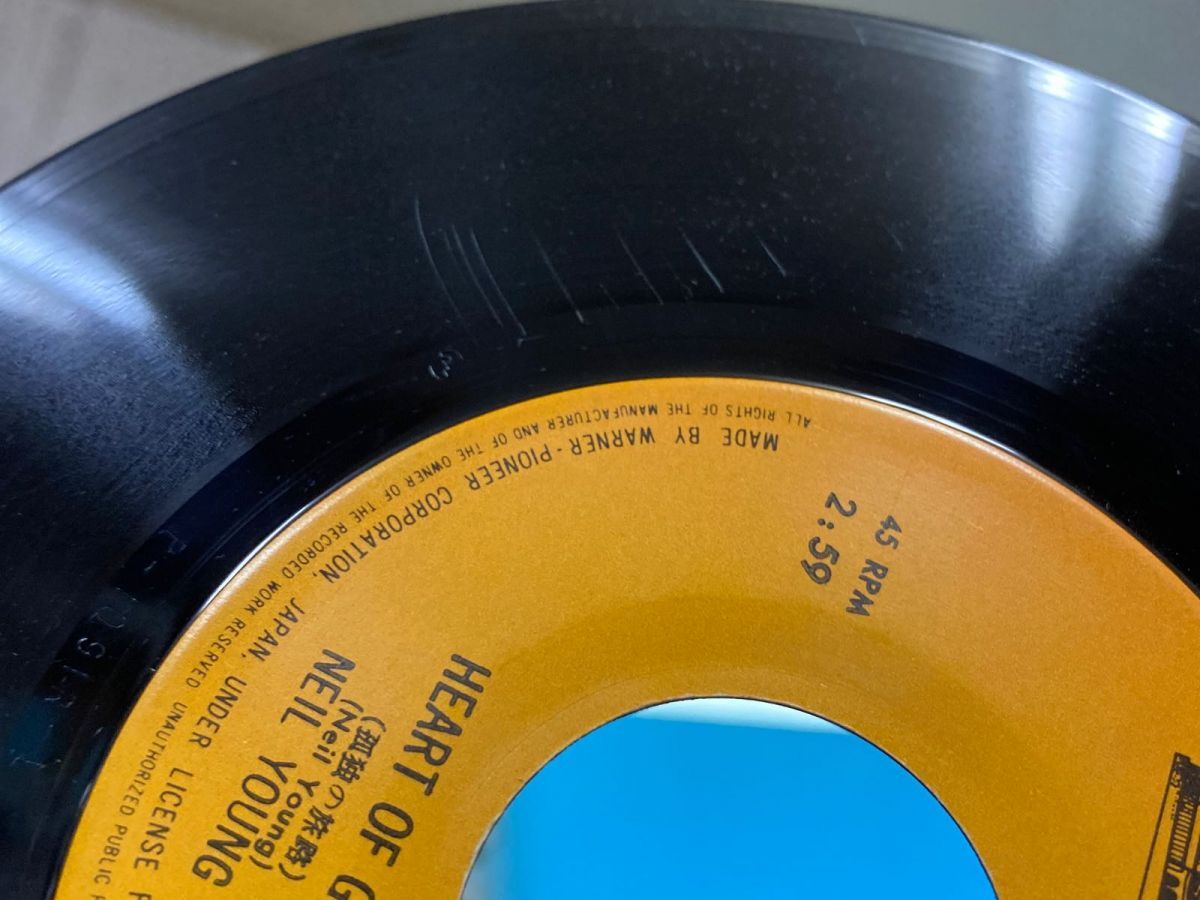 HEART OF G
(孤独の旅路)
(Neil Young)
NEIL YOUNG
45 RPM
2:59
MADE BY WARNER-PIONEER CORPORATION, JAPAN, UNDER LICENSE F
ALL RIGHTS OF THE MANUFACTURER AND OF THE OWNER OF THE RECORDED WORK RESERVED UNAUTHORIZED PUBLIC P